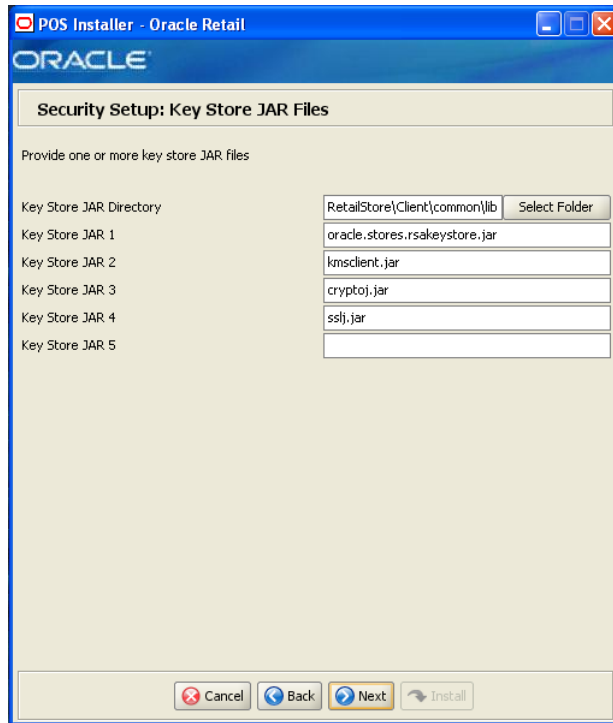 POS Installer - Oracle Retail
ORACLE
Security Setup: Key Store JAR Files
Provide one or more key store JAR files
Key Store JAR Directory RetailStore\Client\common\lib Select Folder
Key Store JAR 1 oracle.stores.rsakeystore.jar
Key Store JAR 2 kmsclient.jar
Key Store JAR 3 cryptoj.jar
Key Store JAR 4 sslj.jar
Key Store JAR 5
Cancel Back Next Install